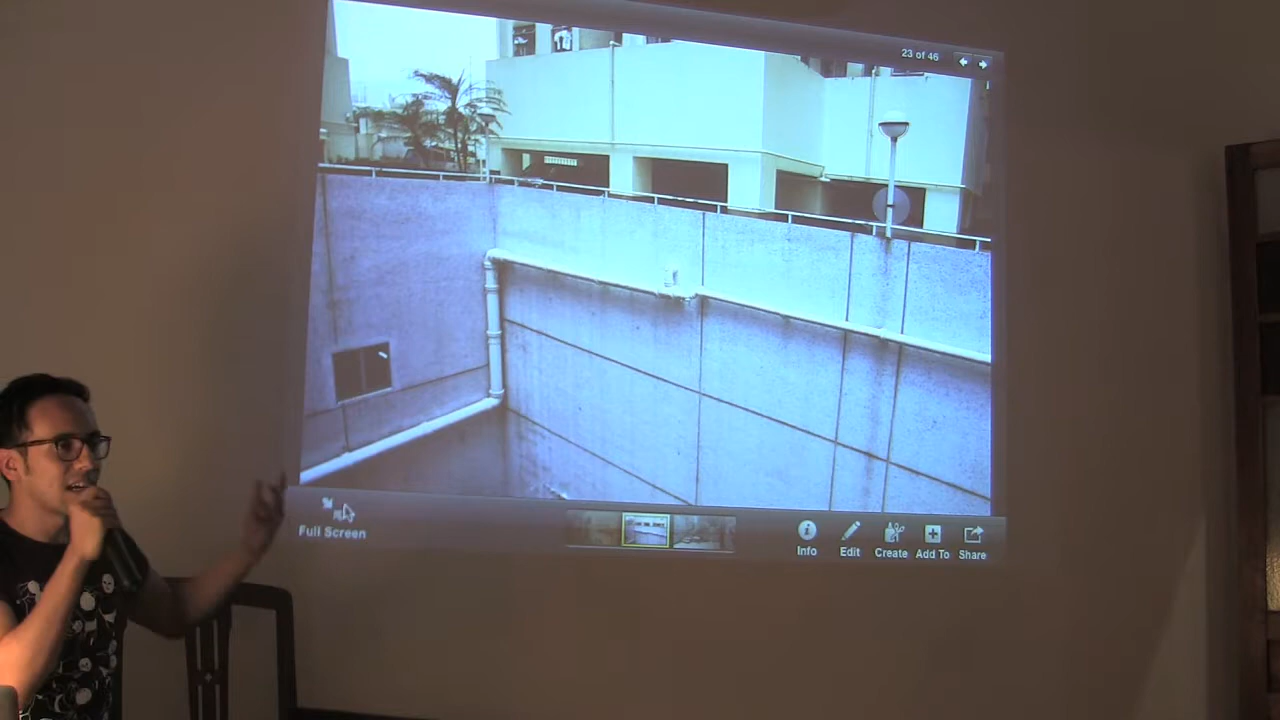 23 of 46
Full Screen
Info
Edit
Create
Add To
Share